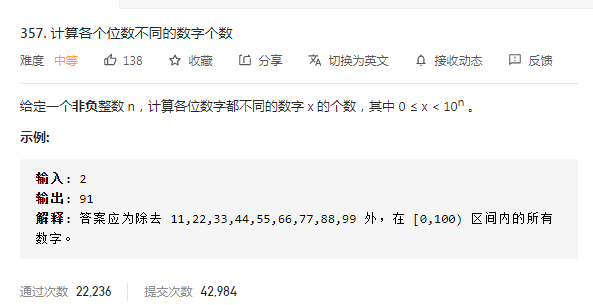 357. 计算各个位数不同的数字个数
难度 中等 138 收藏 分享 切换为英文 接收动态 反馈
给定一个非负整数 n，计算各位数字都不同的数字 x 的个数，其中 0 ≤ x < 10ⁿ 。
示例:
输入: 2
输出: 91
解释: 答案应为除去 11,22,33,44,55,66,77,88,99 外，在 [0,100) 区间内的所有
数字。
通过次数 22,236 提交次数 42,984